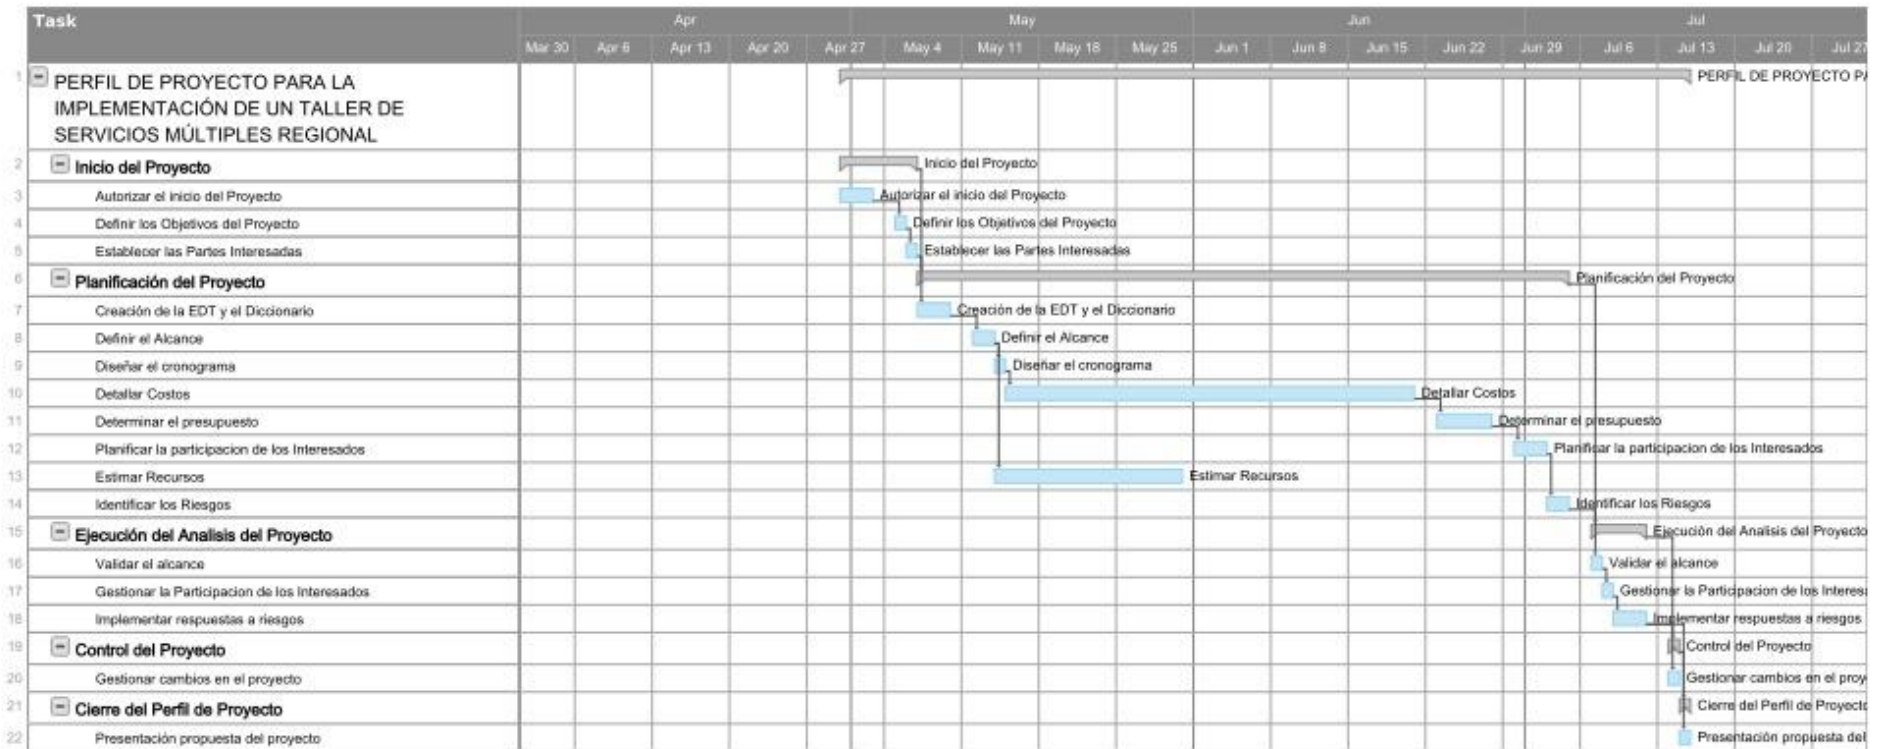 Task
Apr May Jun Jul
Mar 30 Apr 6 Apr 13 Apr 20 Apr 27 May 4 May 11 May 18 May 25 Jun 1 Jun 8 Jun 15 Jun 22 Jun 29 Jul 6 Jul 13 Jul 20 Jul 27
1 PERFIL DE PROYECTO PARA LA PERFIL DE PROYECTO PA
IMPLEMENTACIÓN DE UN TALLER DE
SERVICIOS MÚLTIPLES REGIONAL
2 Inicio del Proyecto Inicio del Proyecto
3 Autorizar el inicio del Proyecto Autorizar el inicio del Proyecto
4 Definir los Objetivos del Proyecto Definir los Objetivos del Proyecto
5 Establecer las Partes Interesadas Establecer las Partes Interesadas
6 Planificación del Proyecto Planificación del Proyecto
7 Creación de la EDT y el Diccionario Creación de la EDT y el Diccionario
8 Definir el Alcance Definir el Alcance
9 Diseñar el cronograma Diseñar el cronograma
10 Detallar Costos Detallar Costos
11 Determinar el presupuesto Determinar el presupuesto
12 Planificar la participacion de los Interesados Planificar la participacion de los Interesados
13 Estimar Recursos Estimar Recursos
14 Identificar los Riesgos Identificar los Riesgos
15 Ejecución del Analisis del Proyecto Ejecución del Analisis del Proyecto
16 Validar el alcance Validar el alcance
17 Gestionar la Participacion de los Interesados Gestionar la Participacion de los Interesa
18 Implementar respuestas a riesgos Implementar respuestas a riesgos
19 Control del Proyecto Control del Proyecto
20 Gestionar cambios en el proyecto Gestionar cambios en el proy
21 Cierre del Perfil de Proyecto Cierre del Perfil de Proyecto
22 Presentación propuesta del proyecto Presentación propuesta del